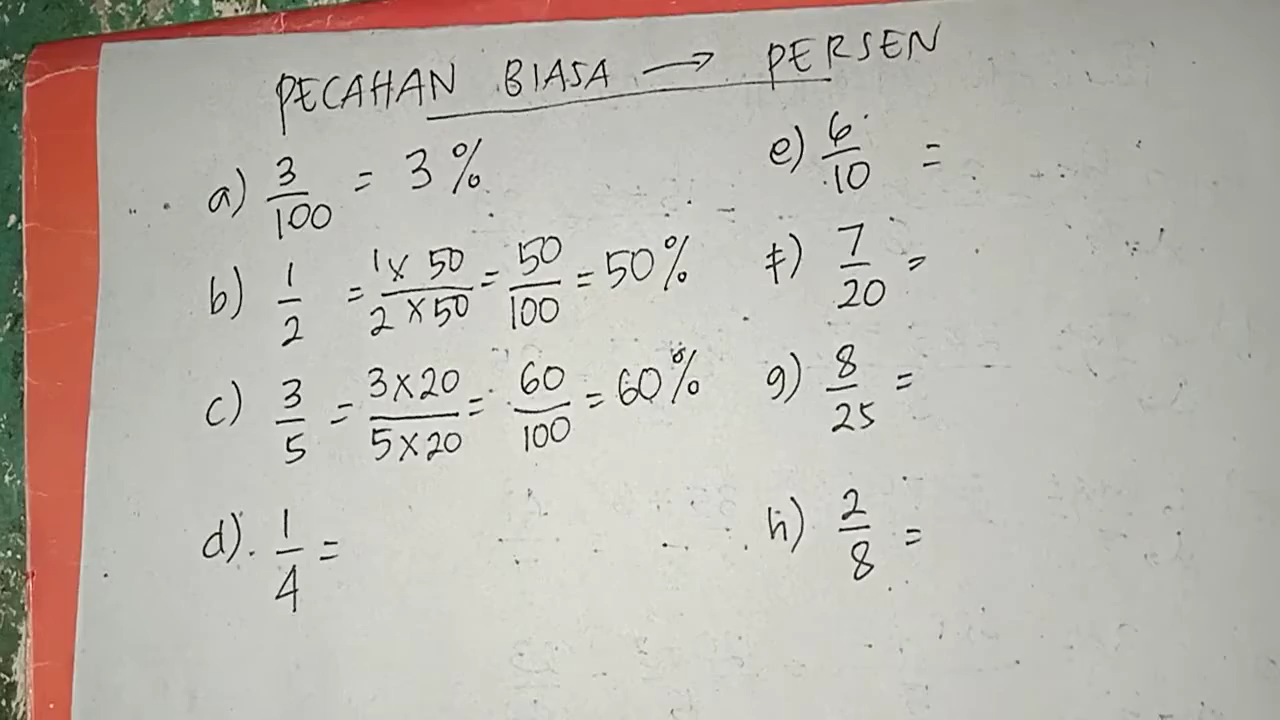 PECAHAN BIASA → PERSEN
a) 3/100 = 3%
b) 1/2 = 1 x 50/2 x 50 = 50/100 = 50%
c) 3/5 = 3 x 20/5 x 20 = 60/100 = 60%
d). 1/4 =
e) 6/10 =
f) 7/20 =
g) 8/25 =
h) 2/8 =